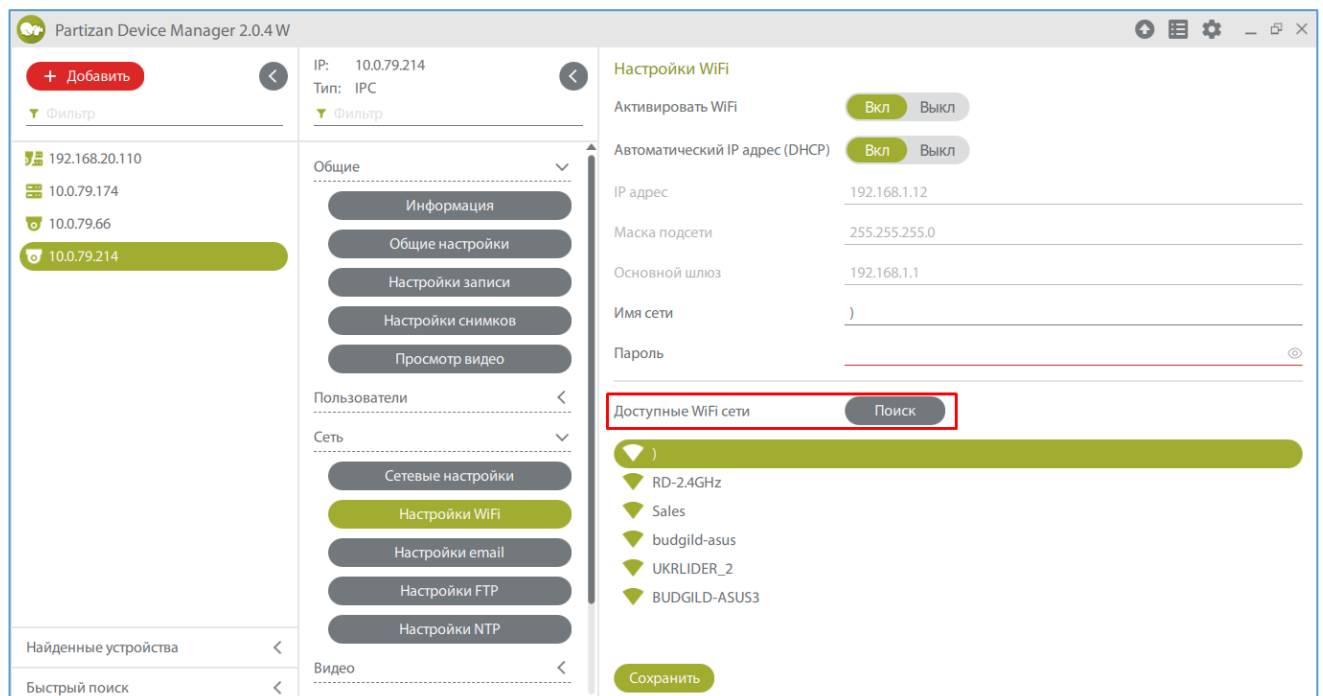 Partizan Device Manager 2.0.4 W
+ Добавить
Фильтр
192.168.20.110
10.0.79.174
10.0.79.66
10.0.79.214
Найденные устройства
Быстрый поиск
IP: 10.0.79.214
Тип: IPC
Фильтр
Общие
Информация
Общие настройки
Настройки записи
Настройки снимков
Просмотр видео
Пользователи
Сеть
Сетевые настройки
Настройки WiFi
Настройки email
Настройки FTP
Настройки NTP
Видео
Настройки WiFi
Активировать WiFi Вкл Выкл
Автоматический IP адрес (DHCP) Вкл Выкл
IP адрес 192.168.1.12
Маска подсети 255.255.255.0
Основной шлюз 192.168.1.1
Имя сети )
Пароль
Доступные WiFi сети Поиск
)
RD-2.4GHz
Sales
budgild-asus
UKRLIDER_2
BUDGILD-ASUS3
Сохранить